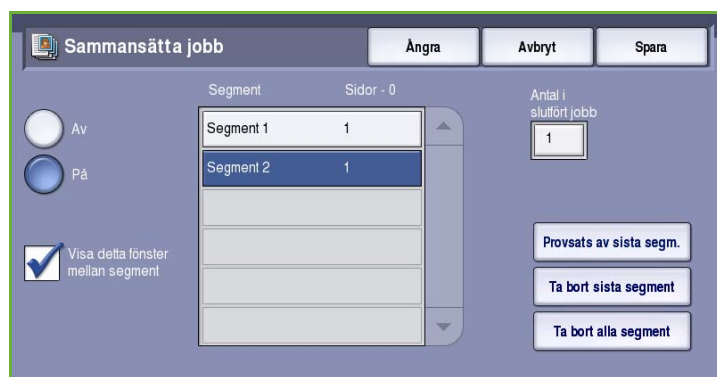 Sammansätta jobb
Ångra
Avbryt
Spara
Segment Sidor - 0
Av
På
Visa detta fönster
mellan segment
Segment 1 1
Segment 2 1
Antal i
slutfört jobb
1
Provsats av sista segm.
Ta bort sista segment
Ta bort alla segment